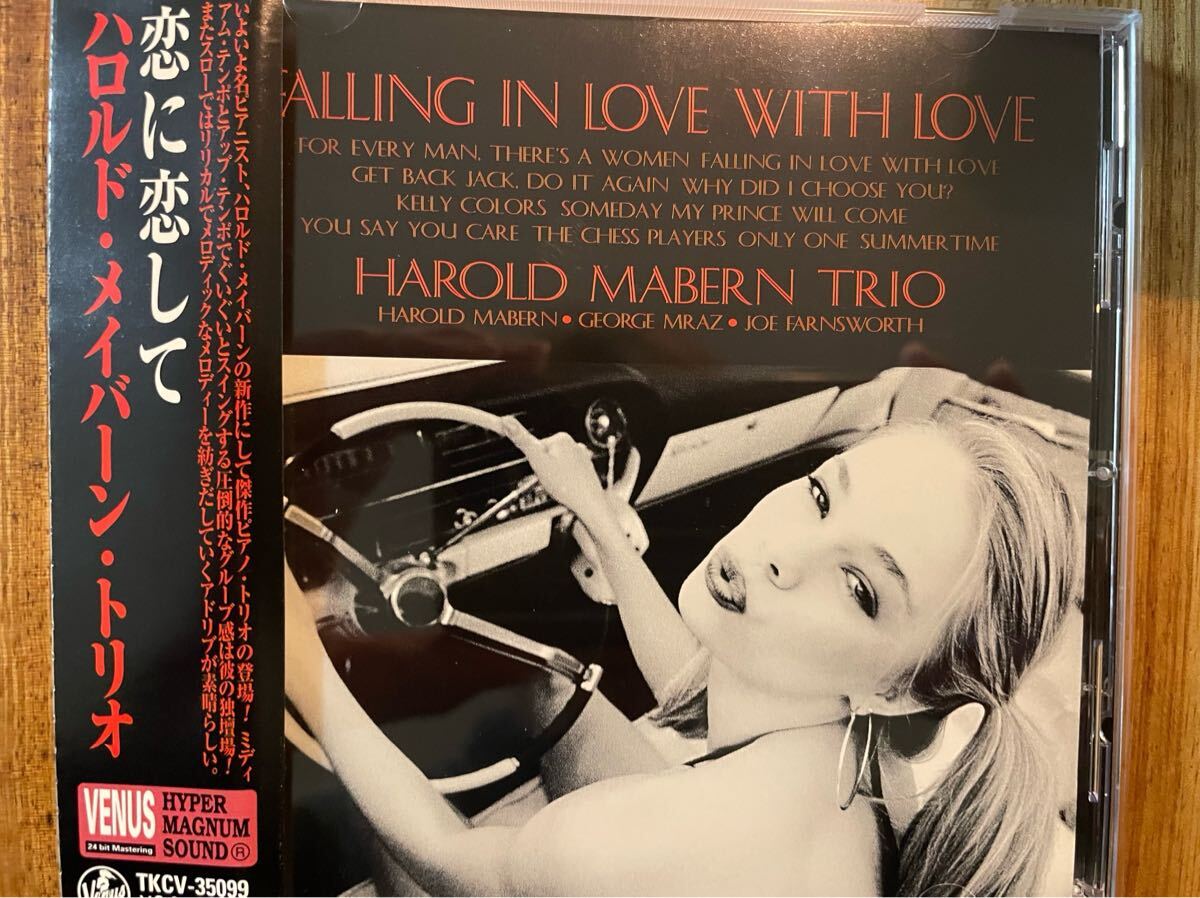 恋に恋して
ハロルド・メイバーン・トリオ
いよいよ名ピアニスト、ハロルド・メイバーンの新作にして傑作ピアノ・トリオの登場！ミディ
アム・テンポとアップ・テンポでぐいぐいとスイングする圧倒的なグルーブ感は彼の独壇場！
またスローではリリカルでメロディックなメロディーを紡ぎだしていくアドリブが素晴らしい。
VENUS
24 bit Mastering
HYPER
MAGNUM
SOUND®
Venus
TKCV-35099
FALLING IN LOVE WITH LOVE
FOR EVERY MAN, THERE'S A WOMEN FALLING IN LOVE WITH LOVE
GET BACK JACK, DO IT AGAIN WHY DID I CHOOSE YOU?
KELLY COLORS SOMEDAY MY PRINCE WILL COME
YOU SAY YOU CARE THE CHESS PLAYERS ONLY ONE SUMMERTIME
HAROLD MABERN TRIO
HAROLD MABERN • GEORGE MRAZ • JOE FARNSWORTH